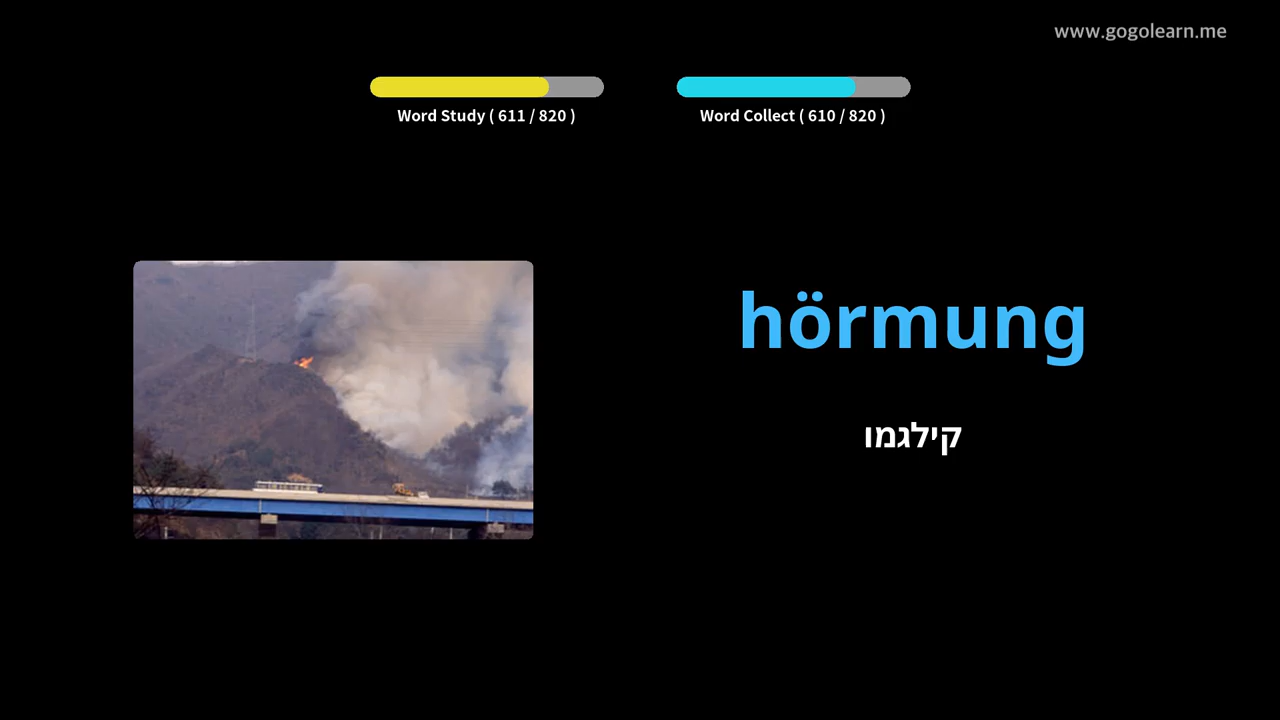 www.gogolearn.me
Word Study ( 611 / 820 )
Word Collect ( 610 / 820 )
hörmung
קילגמו